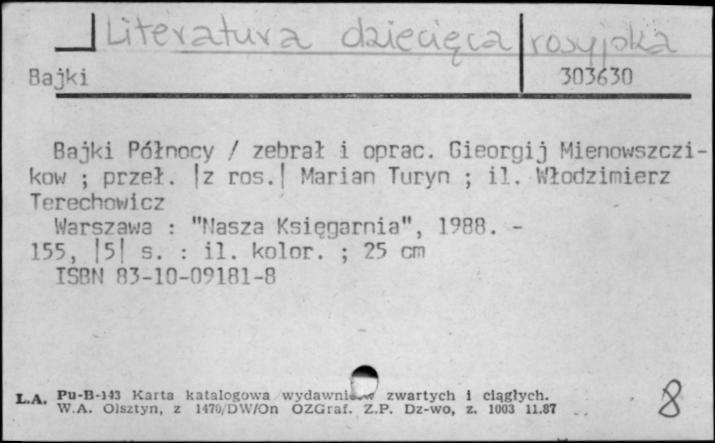 Literatura dziecięca rosyjska
Bajki 303630
Bajki Północy / zebrał i oprac. Gieorgij Mienowszczi-
kow ; przeł. |z ros.| Marian Turyn ; il. Włodzimierz
Terechowicz
Warszawa : "Nasza Księgarnia", 1988. -
155, |5| s. : il. kolor. ; 25 cm
ISBN 83-10-09181-8
L.A. Pu-B-143 Karta katalogowa zwartych i ciągłych.
W.A. Olsztyn, z 1470/DW/On OZGraf. Z.P. Dz-wo, z. 1003 11.87
8